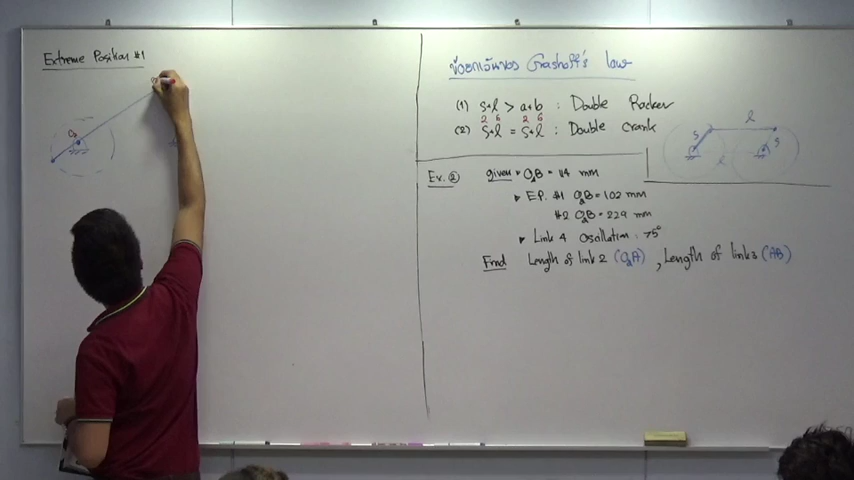 Extreme Position #1
O₂
ข้อยกเว้นของ Grashoff's law
(1) s+l > a+b : Double Rocker
2 6 2 6
(2) s+l = s+l : Double Crank
l
s
l
s
Ex. ② given ▸ O₄B = 114 mm
▸ E.P. #1 O₂B = 102 mm
#2 O₂B = 229 mm
▸ Link 4 Oscillation : 75°
Find Length of link 2 (O₂A) , Length of link 3 (AB)